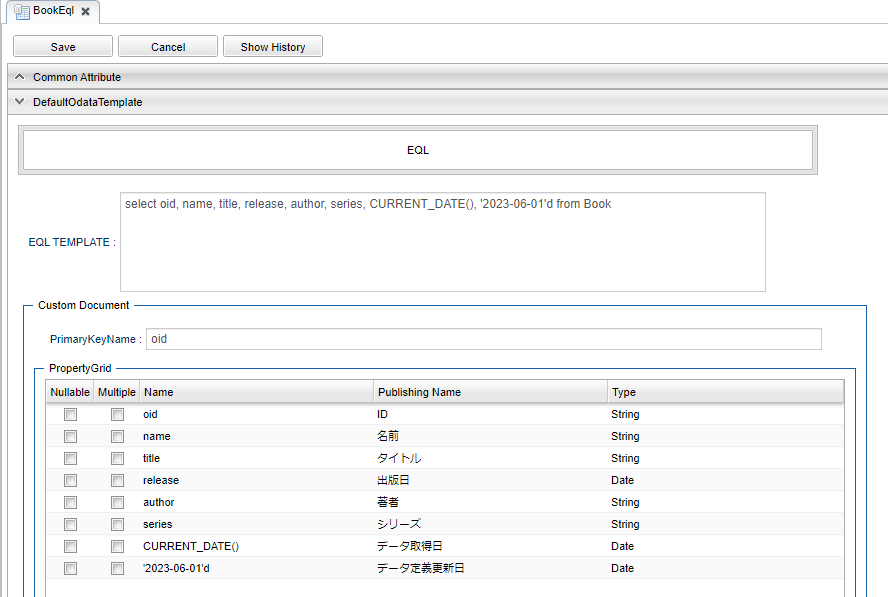 BookEql
Save Cancel Show History
Common Attribute
DefaultOdataTemplate
EQL
EQL TEMPLATE : select oid, name, title, release, author, series, CURRENT_DATE(), '2023-06-01'd from Book
Custom Document
PrimaryKeyName : oid
PropertyGrid
Nullable Multiple Name Publishing Name Type
oid ID String
name 名前 String
title タイトル String
release 出版日 Date
author 著者 String
series シリーズ String
CURRENT_DATE() データ取得日 Date
'2023-06-01'd データ定義更新日 Date